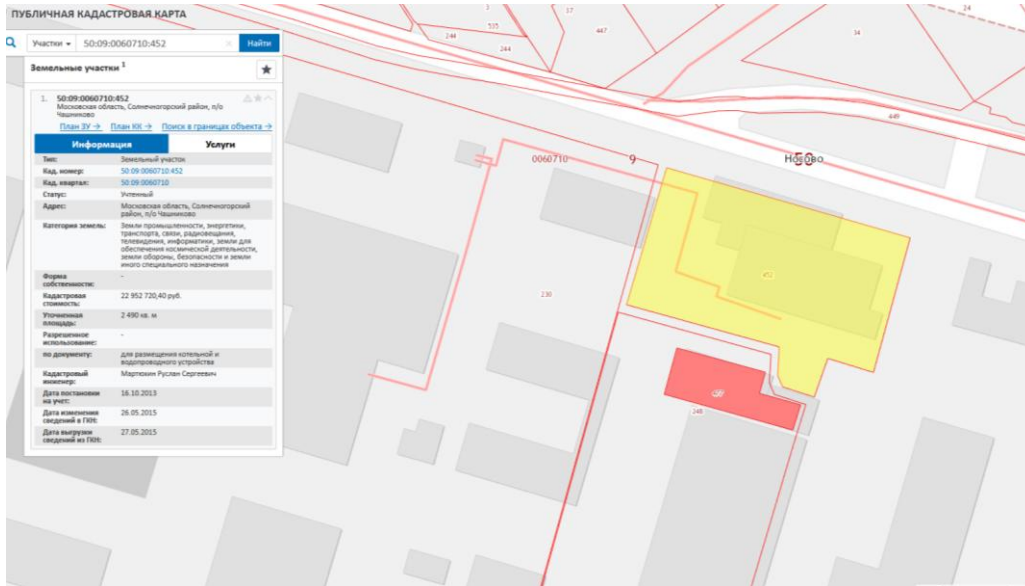 ПУБЛИЧНАЯ КАДАСТРОВАЯ КАРТА
Участки 50:09:0060710:452 × Найти
Земельные участки 1
1. 50:09:0060710:452
Московская область, Солнечногорский район, п/о
Чашниково
План ЗУ → План КК → Поиск в границах объекта →
Информация Услуги
Тип: Земельный участок
Кад. номер: 50:09:0060710:452
Кад. квартал: 50:09:0060710
Статус: Учтенный
Адрес: Московская область, Солнечногорский
район, п/о Чашниково
Категория земель: Земли промышленности, энергетики,
транспорта, связи, радиовещания,
телевидения, информатики, земли для
обеспечения космической деятельности,
земли обороны, безопасности и земли
иного специального назначения
Форма
собственности: -
Кадастровая
стоимость: 22 952 720,40 руб.
Уточненная
площадь: 2 490 кв. м
Разрешенное
использование: -
по документу: для размещения котельной и
водопроводного устройства
Кадастровый
инженер: Мартюхин Руслан Сергеевич
Дата постановки
на учет: 16.10.2013
Дата изменения
сведений в ГКН: 26.05.2015
Дата выгрузки
сведений из ГКН: 27.05.2015
3
37
24
535
244
447
34
244
449
0060710
9
Носово
50
452
230
248